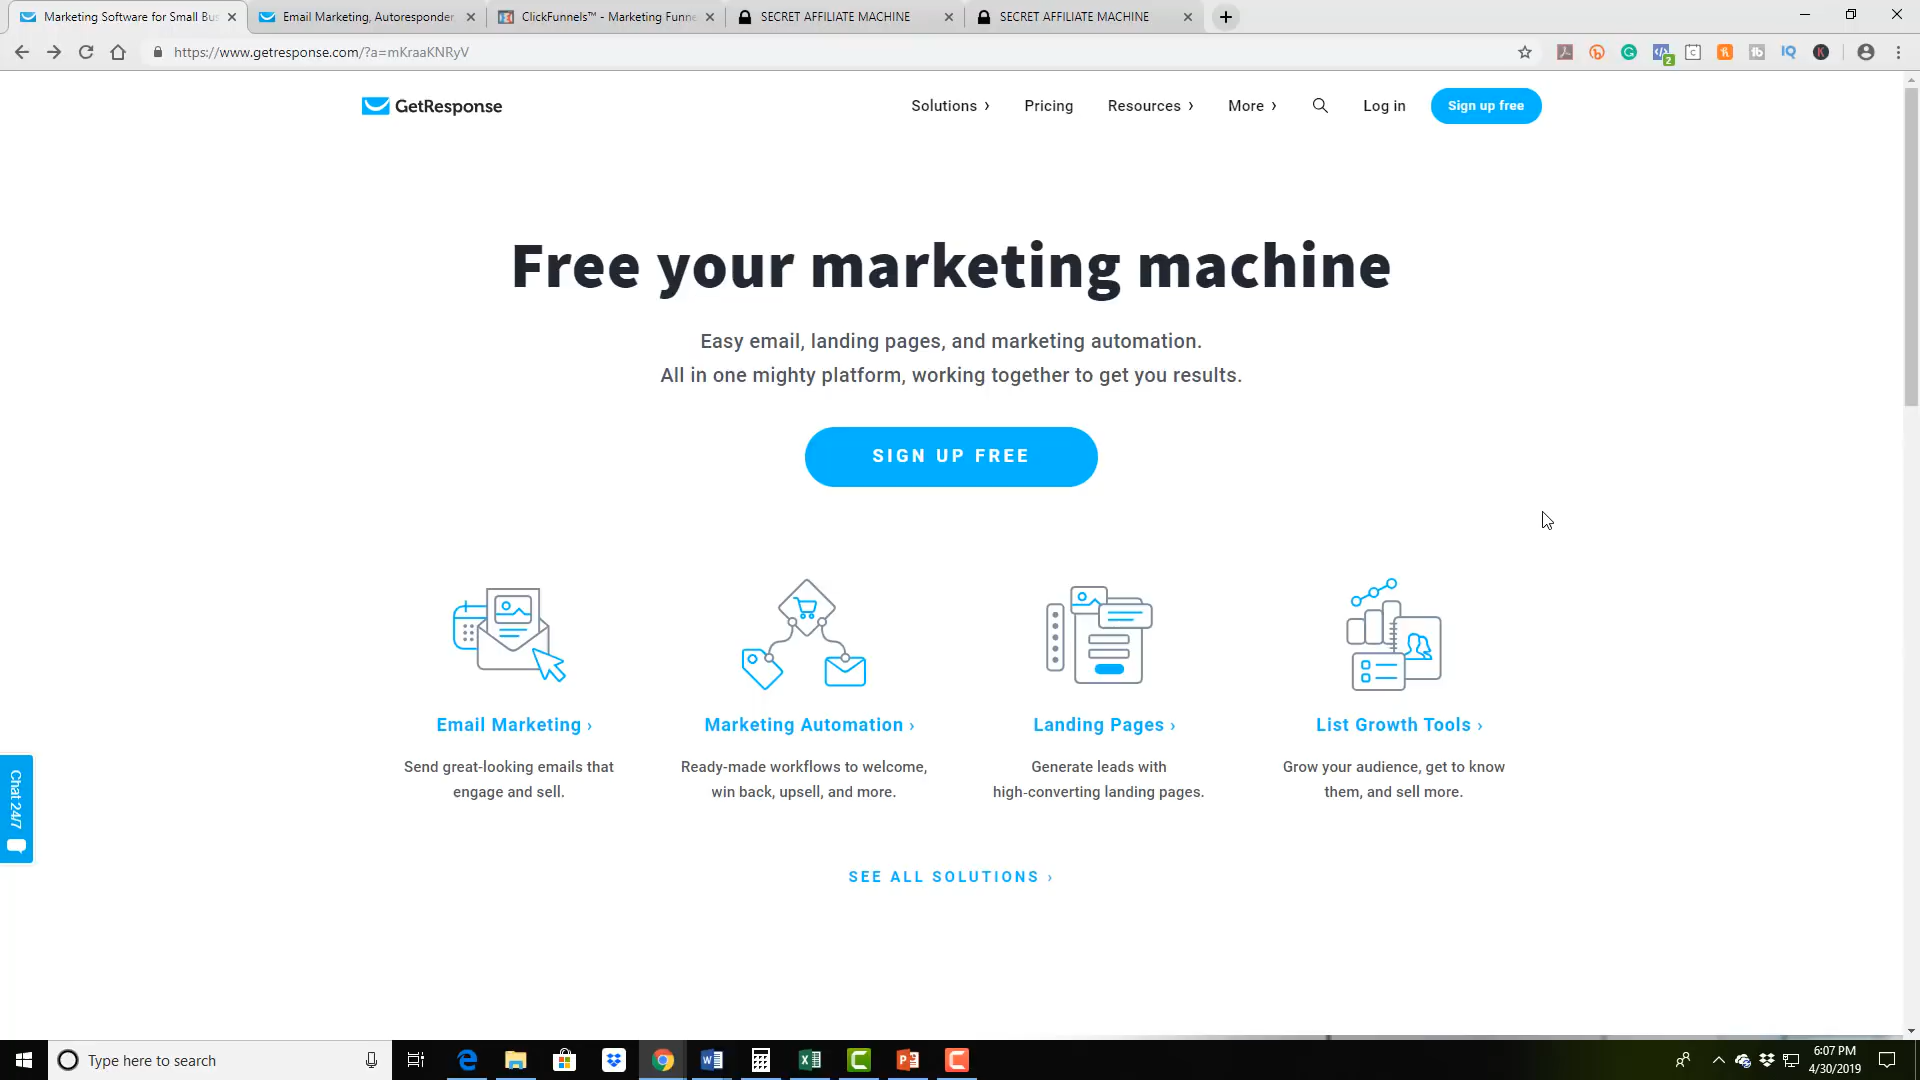 Marketing Software for Small Bus
Email Marketing, Autoresponder
ClickFunnels™ - Marketing Funne
SECRET AFFILIATE MACHINE
SECRET AFFILIATE MACHINE
https://www.getresponse.com/?a=mKraaKNRyV
GetResponse
Solutions ›
Pricing
Resources ›
More ›
Log in
Sign up free
Free your marketing machine
Easy email, landing pages, and marketing automation.
All in one mighty platform, working together to get you results.
SIGN UP FREE
Email Marketing ›
Send great-looking emails that
engage and sell.
Marketing Automation ›
Ready-made workflows to welcome,
win back, upsell, and more.
Landing Pages ›
Generate leads with
high-converting landing pages.
List Growth Tools ›
Grow your audience, get to know
them, and sell more.
Chat 24/7
SEE ALL SOLUTIONS ›
Type here to search
6:07 PM
4/30/2019